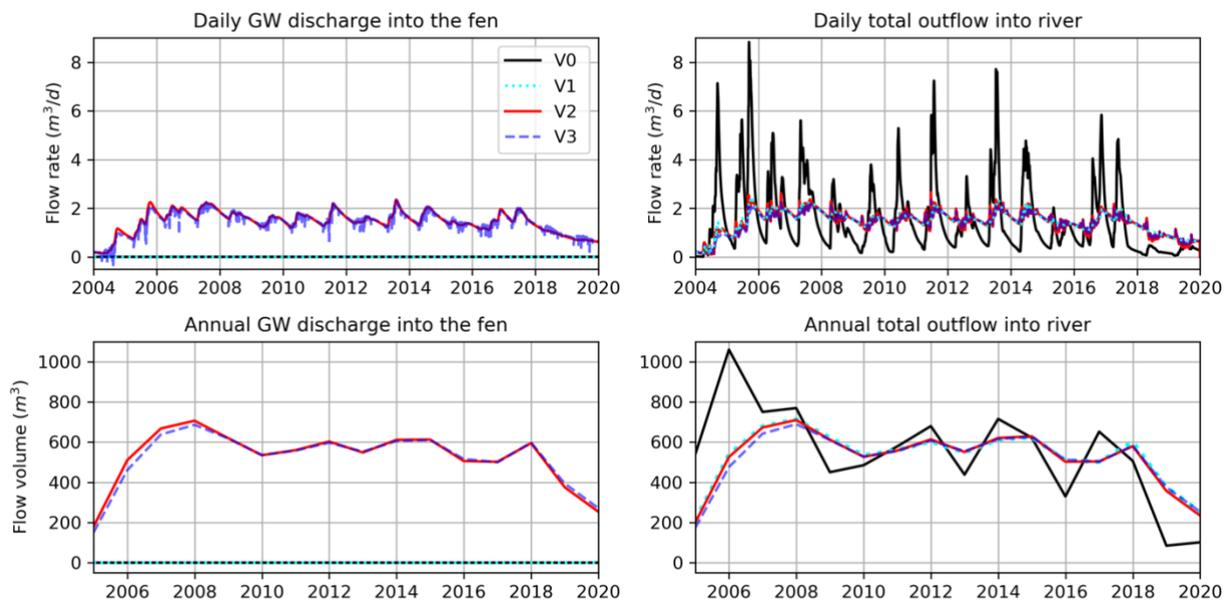 Daily GW discharge into the fen
Daily total outflow into river
Flow rate (m³/d)
8
6
4
2
0
V0
V1
V2
V3
2004 2006 2008 2010 2012 2014 2016 2018 2020
Flow rate (m³/d)
8
6
4
2
0
2004 2006 2008 2010 2012 2014 2016 2018 2020
Annual GW discharge into the fen
Annual total outflow into river
Flow volume (m³)
1000
800
600
400
200
0
2006 2008 2010 2012 2014 2016 2018 2020
1000
800
600
400
200
0
2006 2008 2010 2012 2014 2016 2018 2020